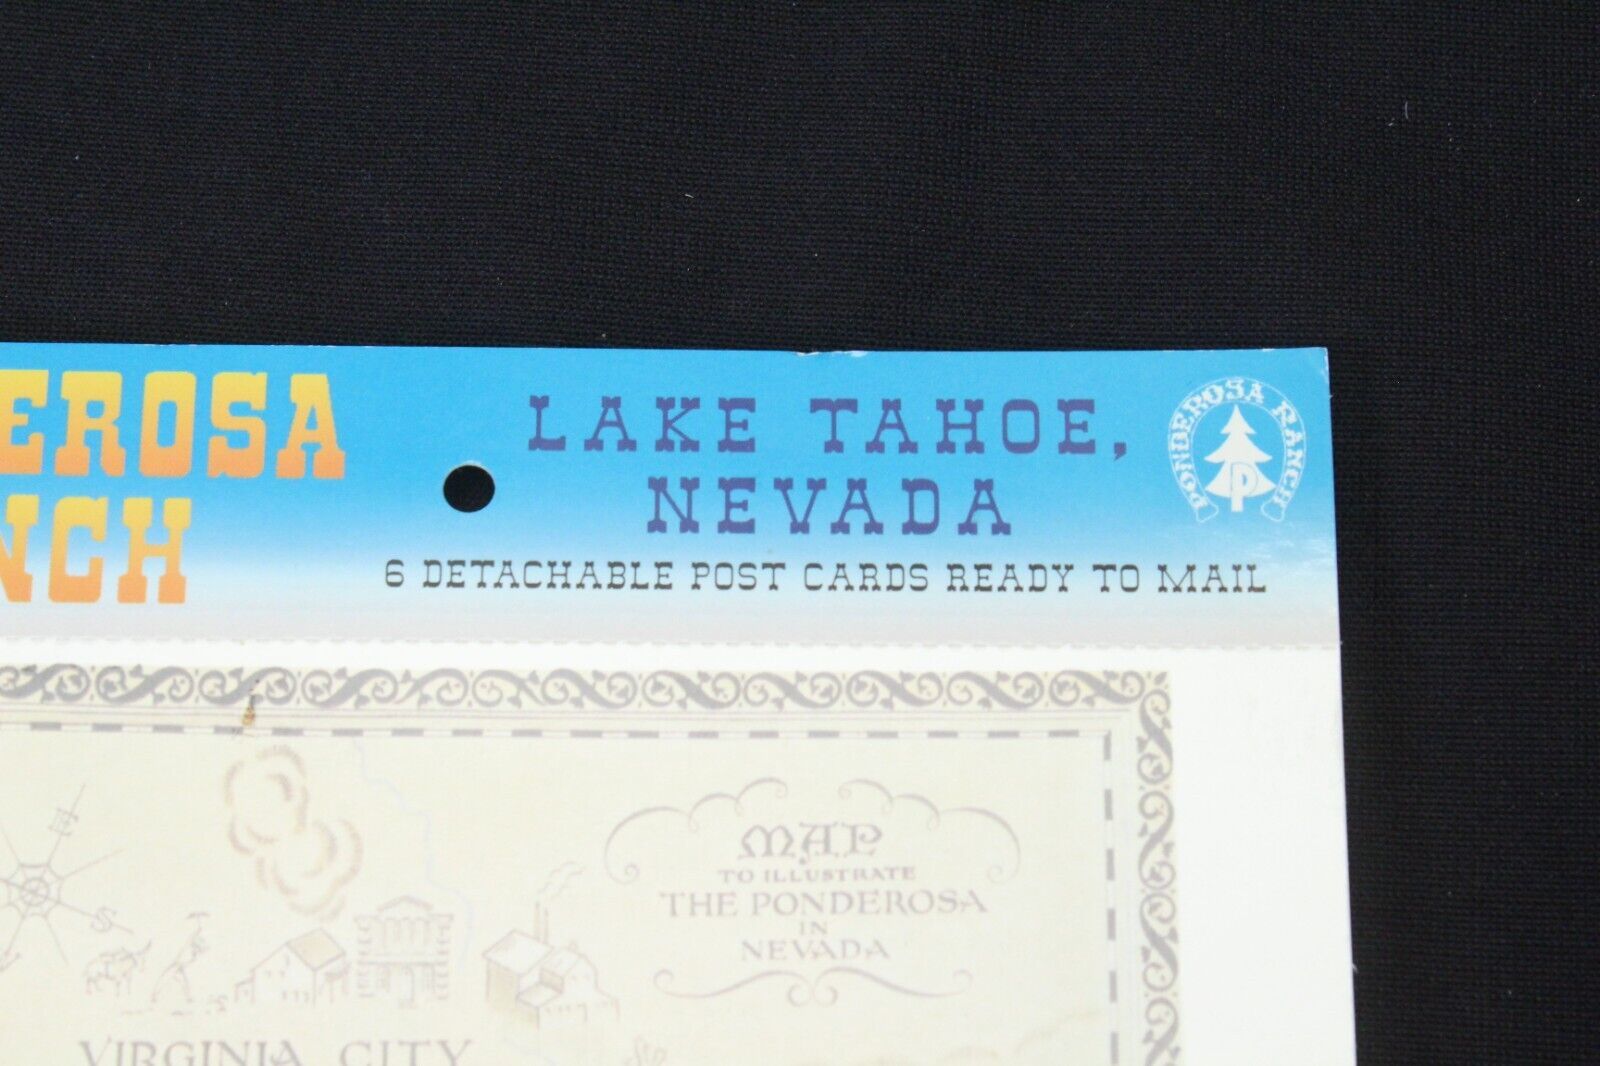 EROSA
NCH
LAKE TAHOE,
NEVADA
6 DETACHABLE POST CARDS READY TO MAIL
PONDEROSA RANCH
P
E
S
MAP
TO ILLUSTRATE
THE PONDEROSA
IN
NEVADA
VIRGINIA CITY